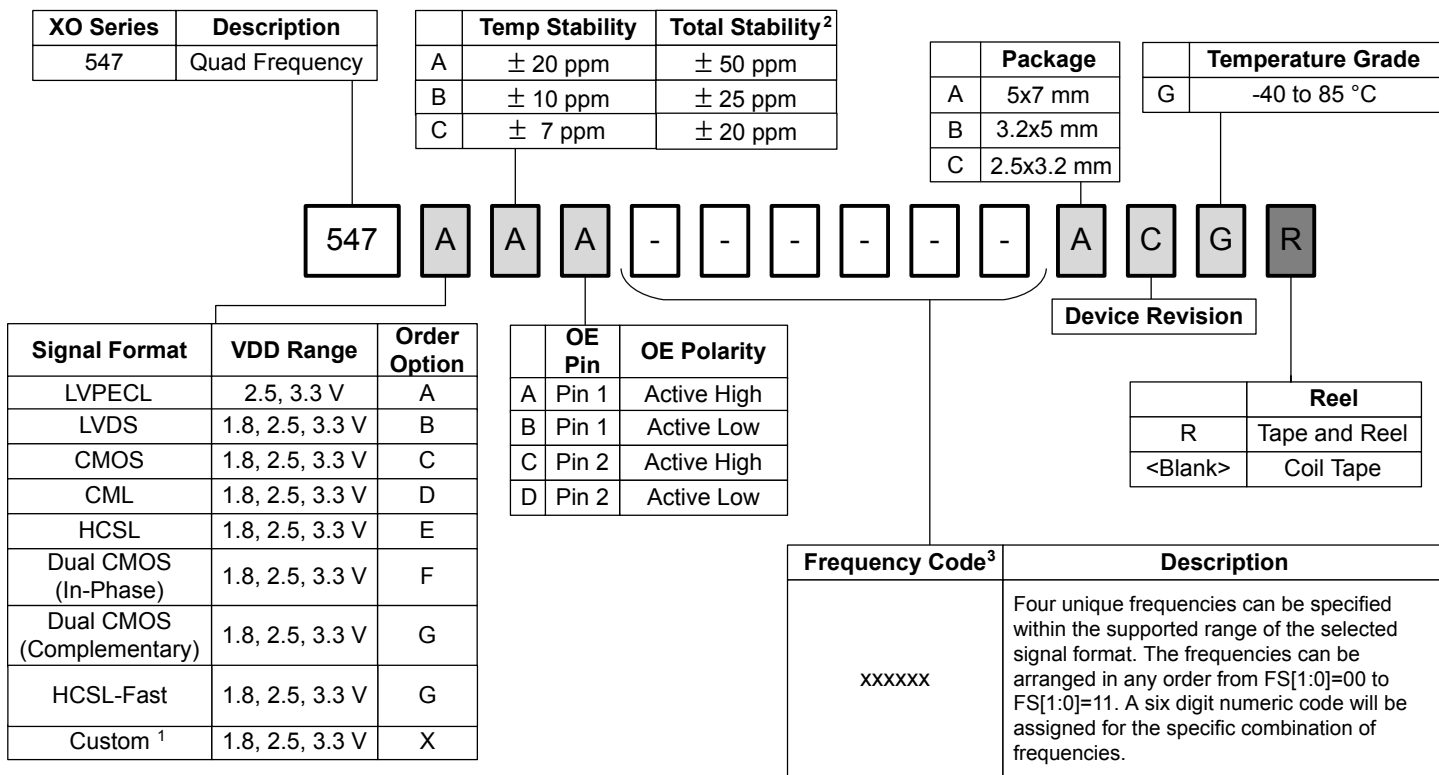 XO Series Description
547 Quad Frequency
Temp Stability Total Stability²
A ± 20 ppm ± 50 ppm
B ± 10 ppm ± 25 ppm
C ± 7 ppm ± 20 ppm
Package
A 5x7 mm
B 3.2x5 mm
C 2.5x3.2 mm
Temperature Grade
G -40 to 85 °C
547 A A A - - - - - - A C G R
Device Revision
Signal Format VDD Range Order Option
LVPECL 2.5, 3.3 V A
LVDS 1.8, 2.5, 3.3 V B
CMOS 1.8, 2.5, 3.3 V C
CML 1.8, 2.5, 3.3 V D
HCSL 1.8, 2.5, 3.3 V E
Dual CMOS
(In-Phase) 1.8, 2.5, 3.3 V F
Dual CMOS
(Complementary) 1.8, 2.5, 3.3 V G
HCSL-Fast 1.8, 2.5, 3.3 V G
Custom ¹ 1.8, 2.5, 3.3 V X
OE Pin OE Polarity
A Pin 1 Active High
B Pin 1 Active Low
C Pin 2 Active High
D Pin 2 Active Low
Reel
R Tape and Reel
<Blank> Coil Tape
Frequency Code³ Description
xxxxxx
Four unique frequencies can be specified
within the supported range of the selected
signal format. The frequencies can be
arranged in any order from FS[1:0]=00 to
FS[1:0]=11. A six digit numeric code will be
assigned for the specific combination of
frequencies.